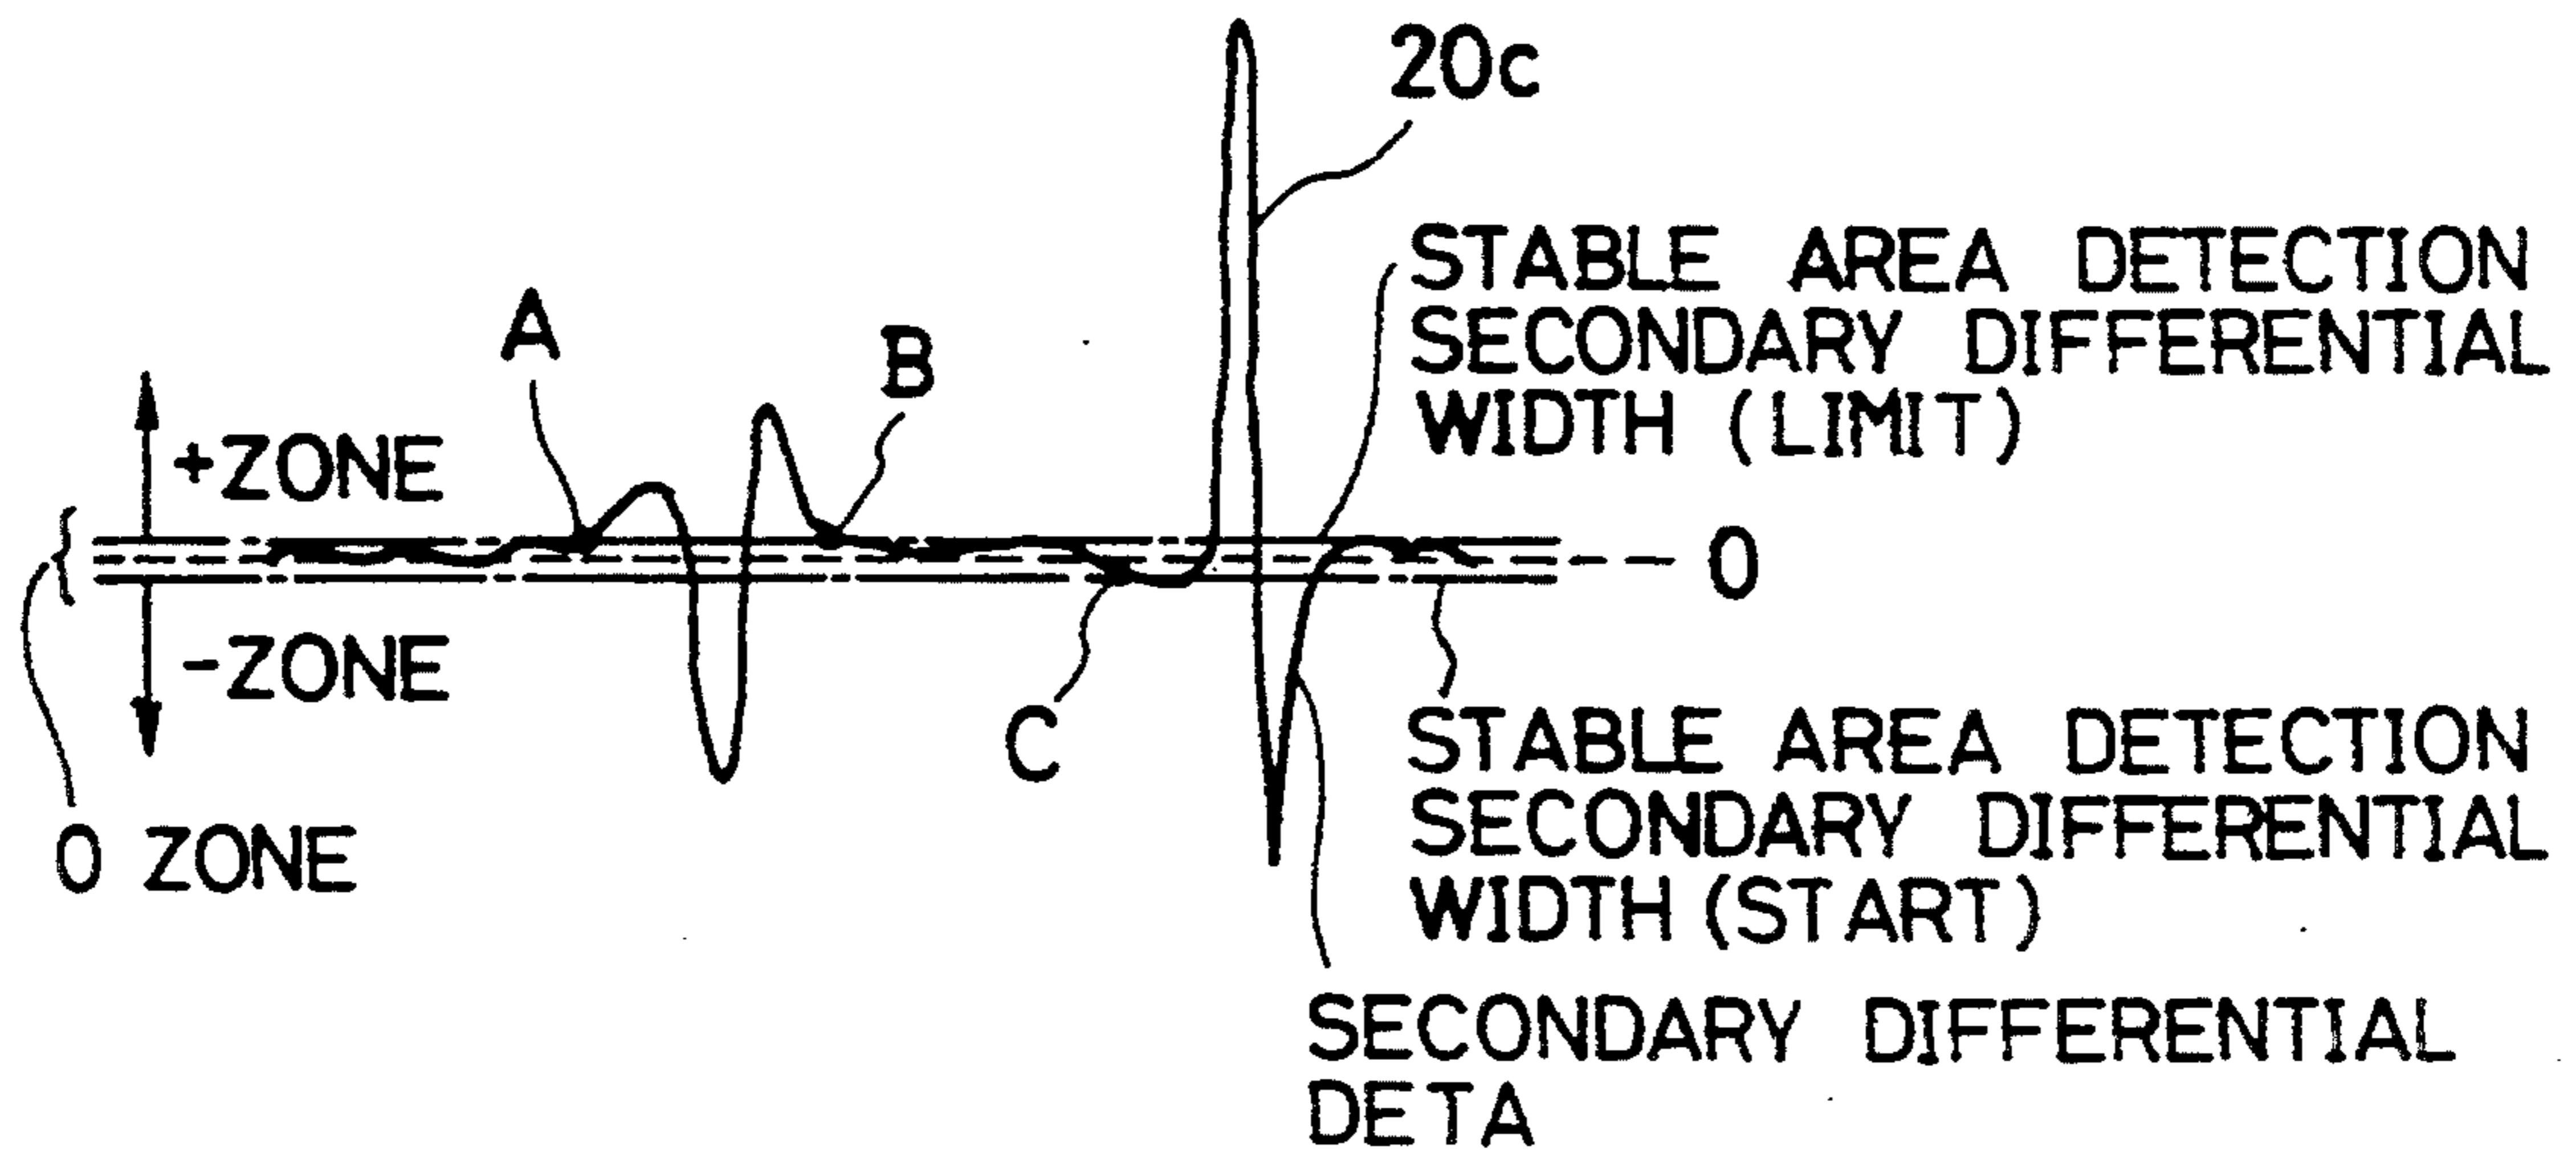 20c
STABLE AREA DETECTION
SECONDARY DIFFERENTIAL
WIDTH (LIMIT)
A
B
+ZONE
0
-ZONE
C
0 ZONE
STABLE AREA DETECTION
SECONDARY DIFFERENTIAL
WIDTH (START)
SECONDARY DIFFERENTIAL
DETA